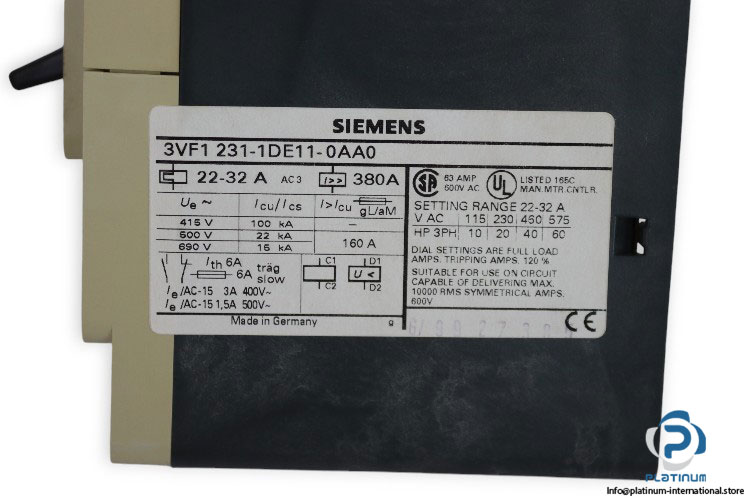 SIEMENS
3VF1 231-1DE11-0AA0
22-32 A AC3 I>> 380A
Ue ~ Icu/Ics I>Icu gL/aM
415 V 100 kA –
500 V 22 kA 160 A
690 V 15 kA
Ith 6A träg
6A slow
Ie/AC-15 3A 400V~
Ie/AC-15 1,5A 500V~
C1 D1
U <
C2 D2
Made in Germany g
SA 63 AMP
600V AC
UL LISTED 165C
MAN.MTR.CNTLR.
SETTING RANGE 22-32 A
V AC 115 230 460 575
HP 3PH 10 20 40 60
DIAL SETTINGS ARE FULL LOAD
AMPS. TRIPPING AMPS. 120 %
SUITABLE FOR USE ON CIRCUIT
CAPABLE OF DELIVERING MAX.
10000 RMS SYMMETRICAL AMPS.
600V
CE
PLATINUM
Info@platinum-international.store